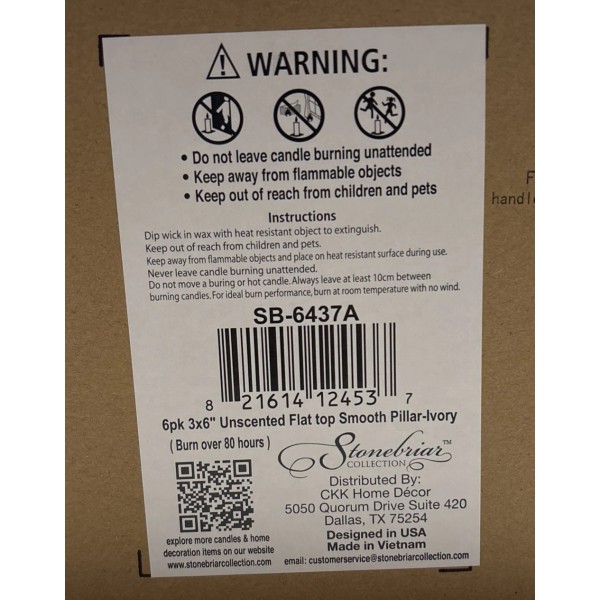 WARNING:
• Do not leave candle burning unattended
• Keep away from flammable objects
• Keep out of reach from children and pets
Instructions
Dip wick in wax with heat resistant object to extinguish.
Keep out of reach from children and pets.
Keep away from flammable objects and place on heat resistant surface during use.
Never leave candle burning unattended.
Do not move a buring or hot candle. Always leave at least 10cm between
burning candles. For ideal burn performance, burn at room temperature with no wind.
SB-6437A
8 21614 12453 7
6pk 3x6" Unscented Flat top Smooth Pillar-Ivory
( Burn over 80 hours )
Stonebriar™
COLLECTION
Distributed By:
CKK Home Décor
5050 Quorum Drive Suite 420
Dallas, TX 75254
Designed in USA
Made in Vietnam
email: customerservice@stonebriarcollection.com
explore more candles & home
decoration items on our website
www.stonebriarcollection.com